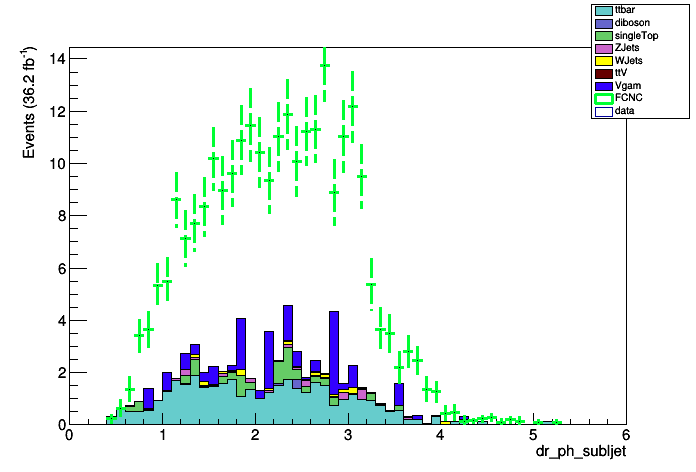 ttbar
diboson
singleTop
ZJets
WJets
ttV
Vgam
FCNC
data
Events (36.2 fb⁻¹)
14
12
10
8
6
4
2
0
0 1 2 3 4 5 6
dr_ph_subljet